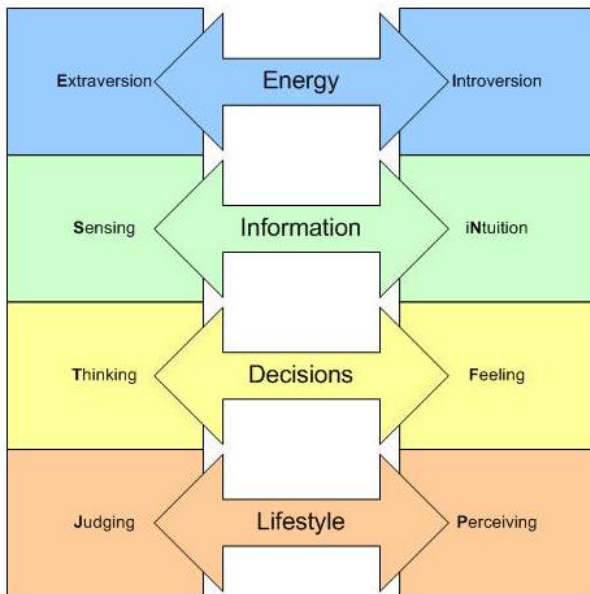 Extraversion Energy Introversion
Sensing Information iNtuition
Thinking Decisions Feeling
Judging Lifestyle Perceiving